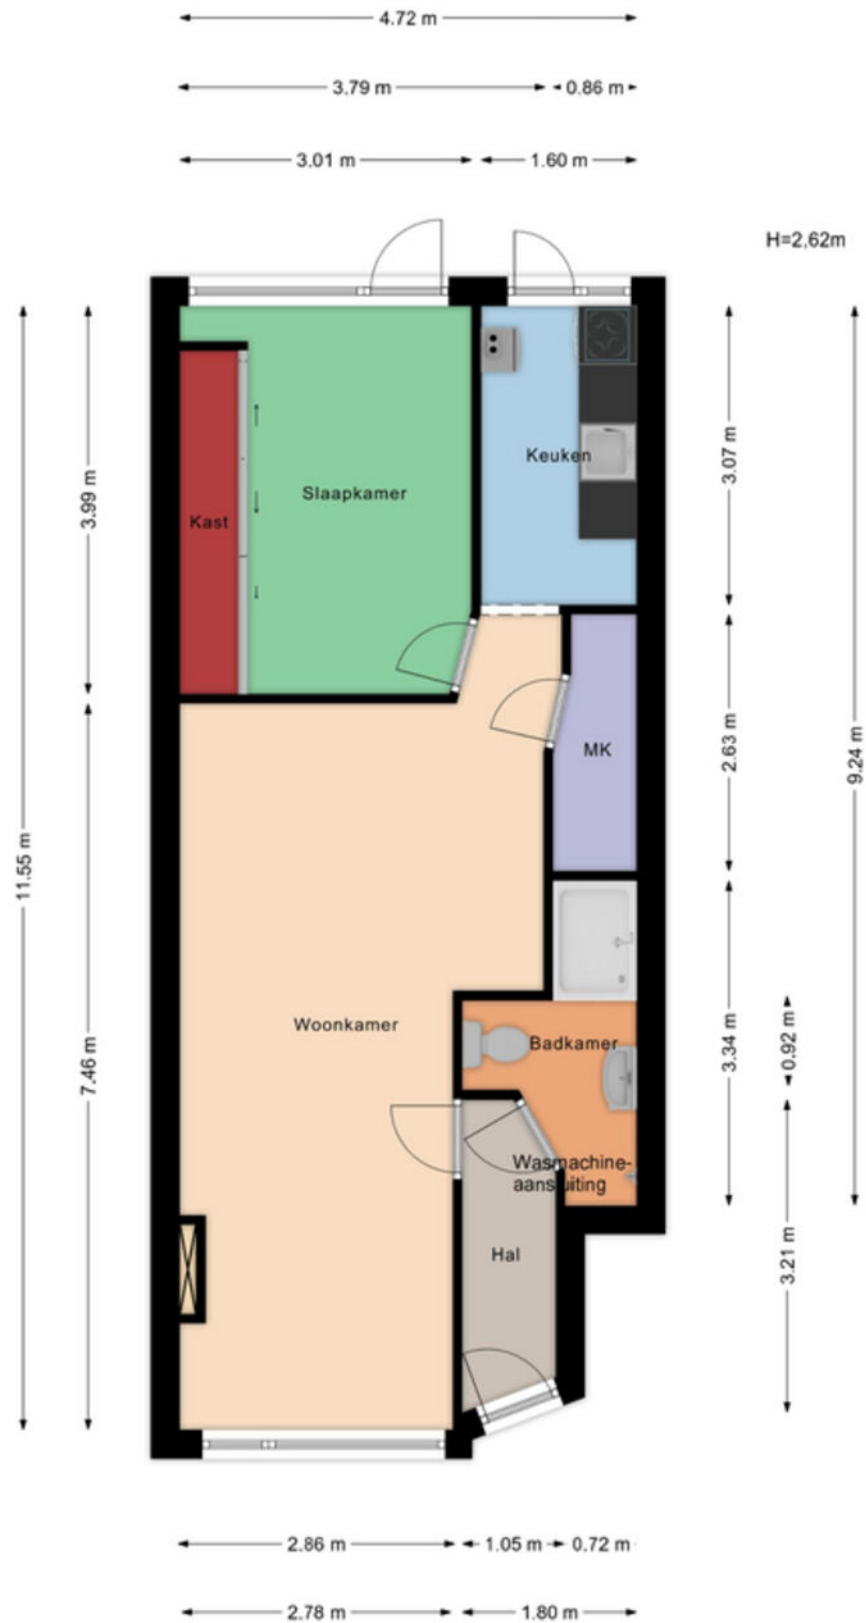 4.72 m
3.79 m
0.86 m
3.01 m
1.60 m
H=2,62m
Keuken
3.07 m
3.99 m
Slaapkamer
Kast
MK
2.63 m
9.24 m
11.55 m
Woonkamer
Badkamer
3.34 m
0.92 m
7.46 m
Wasmachine-
aansluiting
Hal
3.21 m
2.86 m
1.05 m
0.72 m
2.78 m
1.80 m